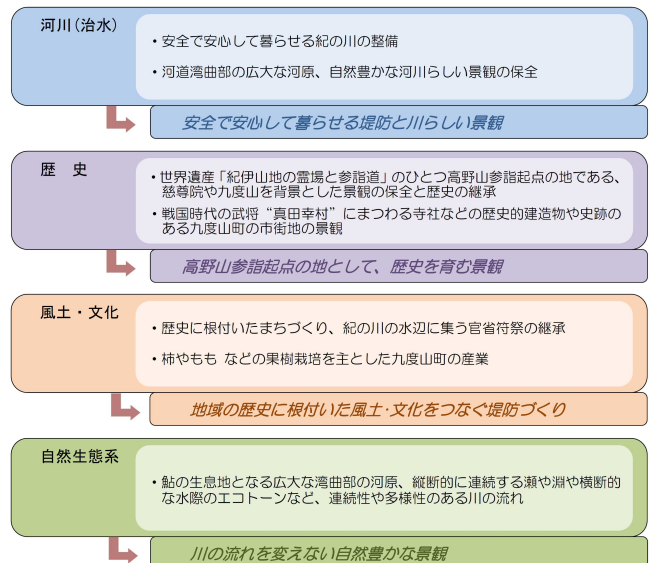 河川(治水)
・安全で安心して暮らせる紀の川の整備
・河道湾曲部の広大な河原、自然豊かな河川らしい景観の保全
安全で安心して暮らせる堤防と川らしい景観
歴 史
・世界遺産「紀伊山地の霊場と参詣道」のひとつ高野山参詣起点の地である、
慈尊院や九度山を背景とした景観の保全と歴史の継承
・戦国時代の武将“真田幸村”にまつわる寺社などの歴史的建造物や史跡の
ある九度山町の市街地の景観
高野山参詣起点の地として、歴史を育む景観
風土・文化
・歴史に根付いたまちづくり、紀の川の水辺に集う官省符祭の継承
・柿やもも などの果樹栽培を主とした九度山町の産業
地域の歴史に根付いた風土・文化をつなぐ堤防づくり
自然生態系
・鮎の生息地となる広大な湾曲部の河原、縦断的に連続する瀬や淵や横断的
な水際のエコトーンなど、連続性や多様性のある川の流れ
川の流れを変えない自然豊かな景観